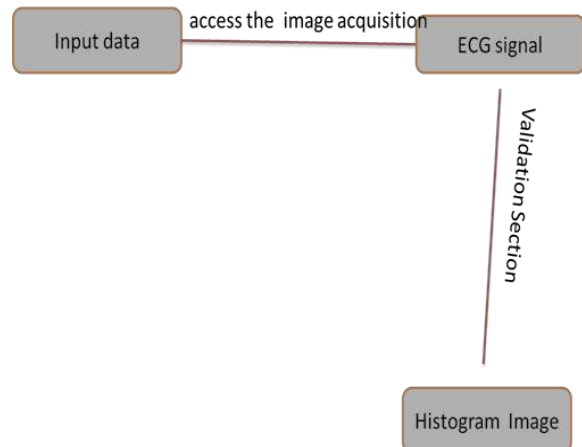 Input data
access the image acquisition
ECG signal
Validation Section
Histogram Image